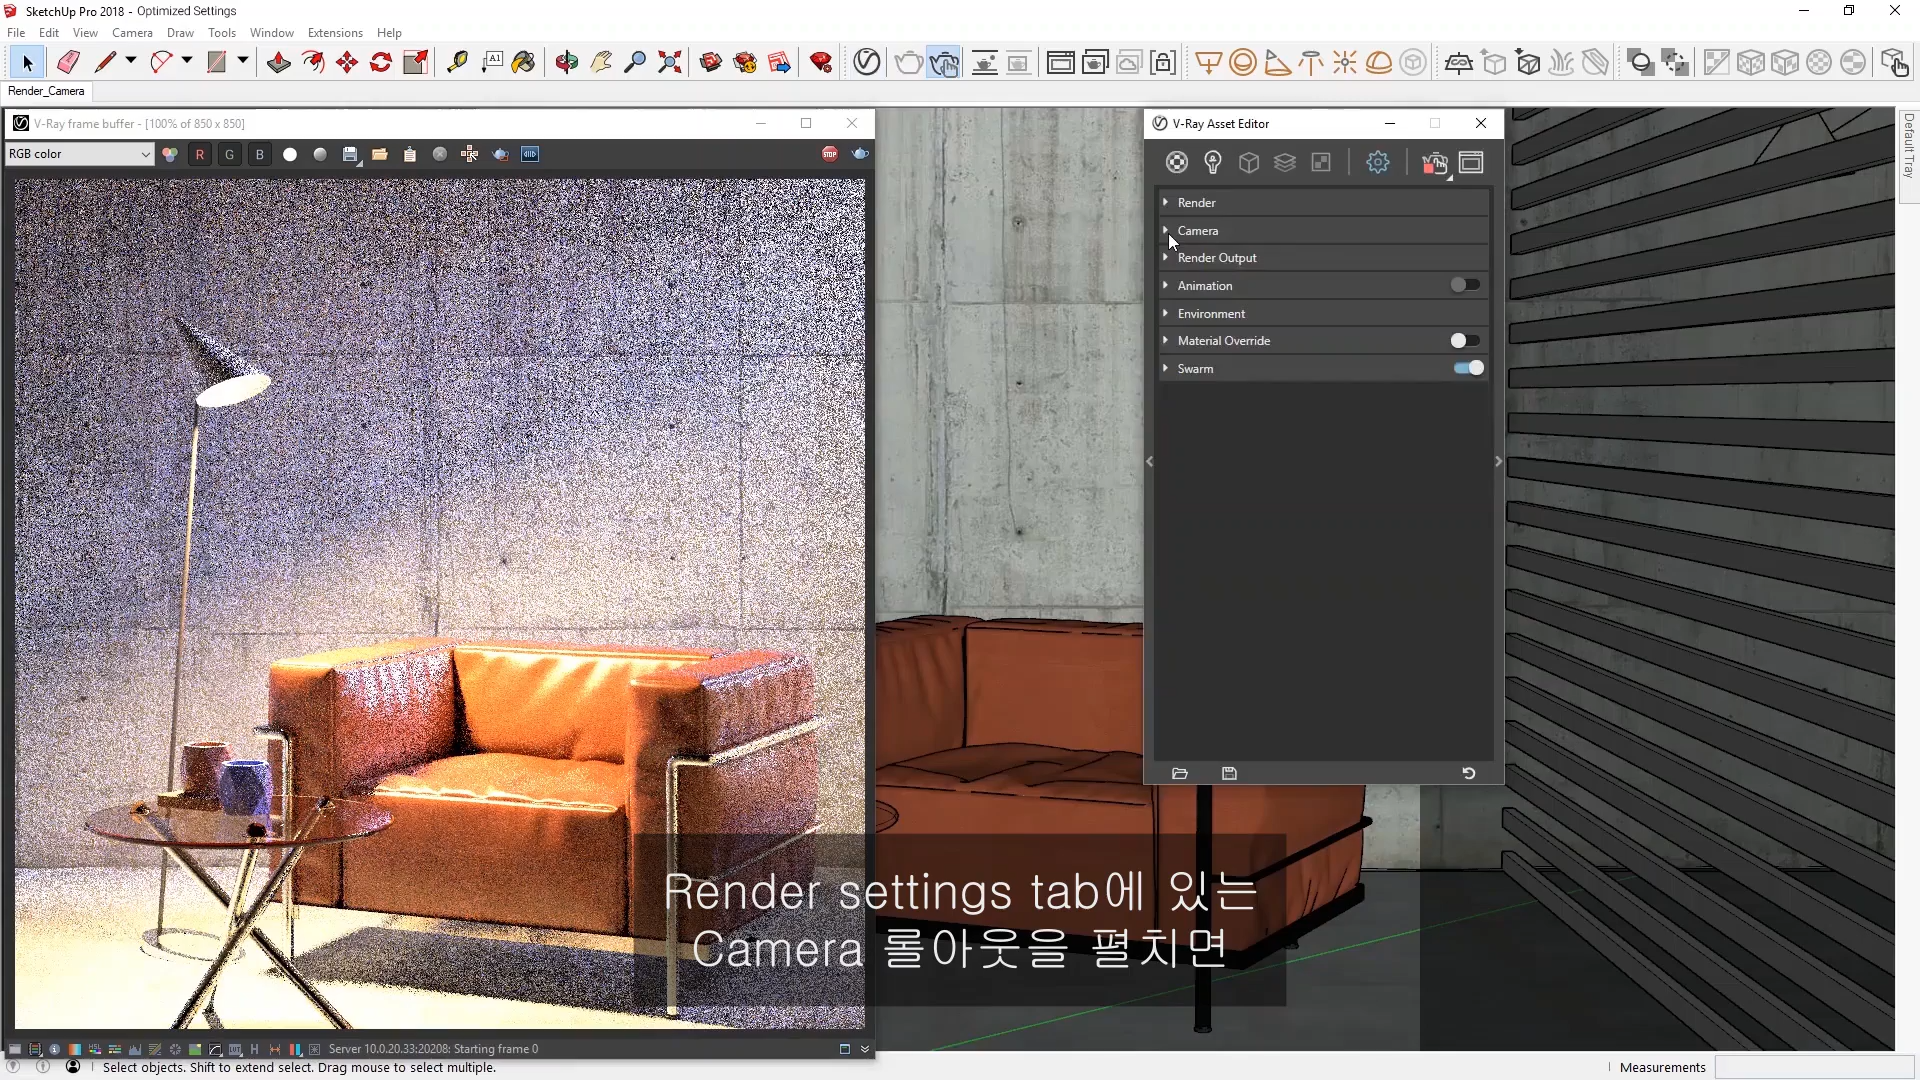 SketchUp Pro 2018 - Optimized Settings
File Edit View Camera Draw Tools Window Extensions Help
A1
Render_Camera
V-Ray frame buffer - [100% of 850 x 850]
RGB color
R G B
STOP
V-Ray Asset Editor
Render
Camera
Render Output
Animation
Environment
Material Override
Swarm
Default Tray
Render settings tab에 있는
Camera 롤아웃을 펼치면
Server 10.0.20.33:20208: Starting frame 0
Select objects. Shift to extend select. Drag mouse to select multiple.
Measurements